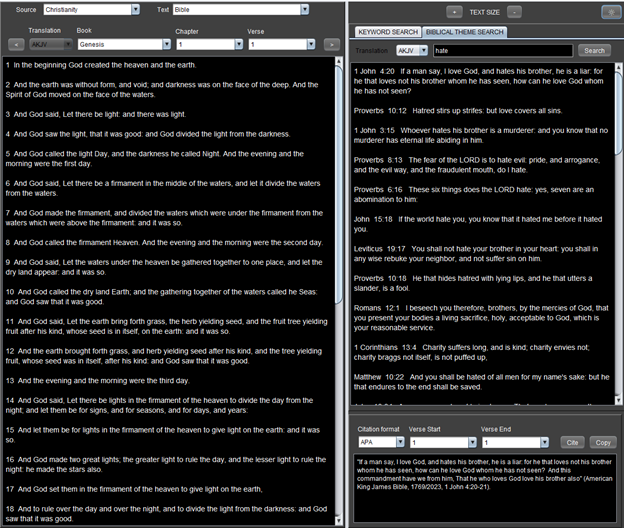 Source Christianity Text Bible
Translation Book Chapter Verse
< AKJV Genesis 1 1 >
1 In the beginning God created the heaven and the earth.
2 And the earth was without form, and void; and darkness was on the face of the deep. And the
Spirit of God moved on the face of the waters.
3 And God said, Let there be light: and there was light.
4 And God saw the light, that it was good: and God divided the light from the darkness.
5 And God called the light Day, and the darkness he called Night. And the evening and the
morning were the first day.
6 And God said, Let there be a firmament in the middle of the waters, and let it divide the waters
from the waters.
7 And God made the firmament, and divided the waters which were under the firmament from the
waters which were above the firmament: and it was so.
8 And God called the firmament Heaven. And the evening and the morning were the second day.
9 And God said, Let the waters under the heaven be gathered together to one place, and let the
dry land appear: and it was so.
10 And God called the dry land Earth; and the gathering together of the waters called he Seas:
and God saw that it was good.
11 And God said, Let the earth bring forth grass, the herb yielding seed, and the fruit tree yielding
fruit after his kind, whose seed is in itself, on the earth: and it was so.
12 And the earth brought forth grass, and herb yielding seed after his kind, and the tree yielding
fruit, whose seed was in itself, after his kind: and God saw that it was good.
13 And the evening and the morning were the third day.
14 And God said, Let there be lights in the firmament of the heaven to divide the day from the
night; and let them be for signs, and for seasons, and for days, and years:
15 And let them be for lights in the firmament of the heaven to give light on the earth: and it was
so.
16 And God made two great lights; the greater light to rule the day, and the lesser light to rule the
night: he made the stars also.
17 And God set them in the firmament of the heaven to give light on the earth,
18 And to rule over the day and over the night, and to divide the light from the darkness: and God
saw that it was good.
+ TEXT SIZE -
KEYWORD SEARCH BIBLICAL THEME SEARCH
Translation AKJV hate Search
1 John 4:20 If a man say, I love God, and hates his brother, he is a liar: for
he that loves not his brother whom he has seen, how can he love God whom
he has not seen?
Proverbs 10:12 Hatred stirs up strifes: but love covers all sins.
1 John 3:15 Whoever hates his brother is a murderer: and you know that no
murderer has eternal life abiding in him.
Proverbs 8:13 The fear of the LORD is to hate evil: pride, and arrogance,
and the evil way, and the fraudulent mouth, do I hate.
Proverbs 6:16 These six things does the LORD hate: yes, seven are an
abomination to him:
John 15:18 If the world hate you, you know that it hated me before it hated
you.
Leviticus 19:17 You shall not hate your brother in your heart: you shall in
any wise rebuke your neighbor, and not suffer sin on him.
Proverbs 10:18 He that hides hatred with lying lips, and he that utters a
slander, is a fool.
Romans 12:1 I beseech you therefore, brothers, by the mercies of God, that
you present your bodies a living sacrifice, holy, acceptable to God, which is
your reasonable service.
1 Corinthians 13:4 Charity suffers long, and is kind; charity envies not;
charity braggs not itself, is not puffed up,
Matthew 10:22 And you shall be hated of all men for my name's sake: but he
that endures to the end shall be saved.
Citation format Verse Start Verse End
APA 1 1 Cite Copy
"If a man say, I love God, and hates his brother, he is a liar: for he that loves not his brother
whom he has seen, how can he love God whom he has not seen? And this
commandment have we from him, That he who loves God love his brother also" (American
King James Bible, 1769/2023, 1 John 4:20-21).